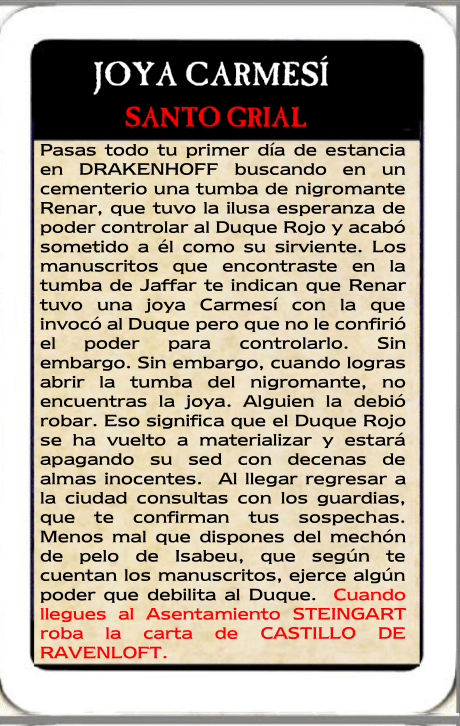 JOYA CARMESÍ
SANTO GRIAL
Pasas todo tu primer día de estancia
en DRAKENHOFF buscando en un
cementerio una tumba de nigromante
Renar, que tuvo la ilusa esperanza de
poder controlar al Duque Rojo y acabó
sometido a él como su sirviente. Los
manuscritos que encontraste en la
tumba de Jaffar te indican que Renar
tuvo una joya Carmesí con la que
invocó al Duque pero que no le confirió
el poder para controlarlo. Sin
embargo. Sin embargo, cuando logras
abrir la tumba del nigromante, no
encuentras la joya. Alguien la debió
robar. Eso significa que el Duque Rojo
se ha vuelto a materializar y estará
apagando su sed con decenas de
almas inocentes. Al llegar regresar a
la ciudad consultas con los guardias,
que te confirman tus sospechas.
Menos mal que dispones del mechón
de pelo de Isabeu, que según te
cuentan los manuscritos, ejerce algún
poder que debilita al Duque. Cuando
llegues al Asentamiento STEINGART
roba la carta de CASTILLO DE
RAVENLOFT.